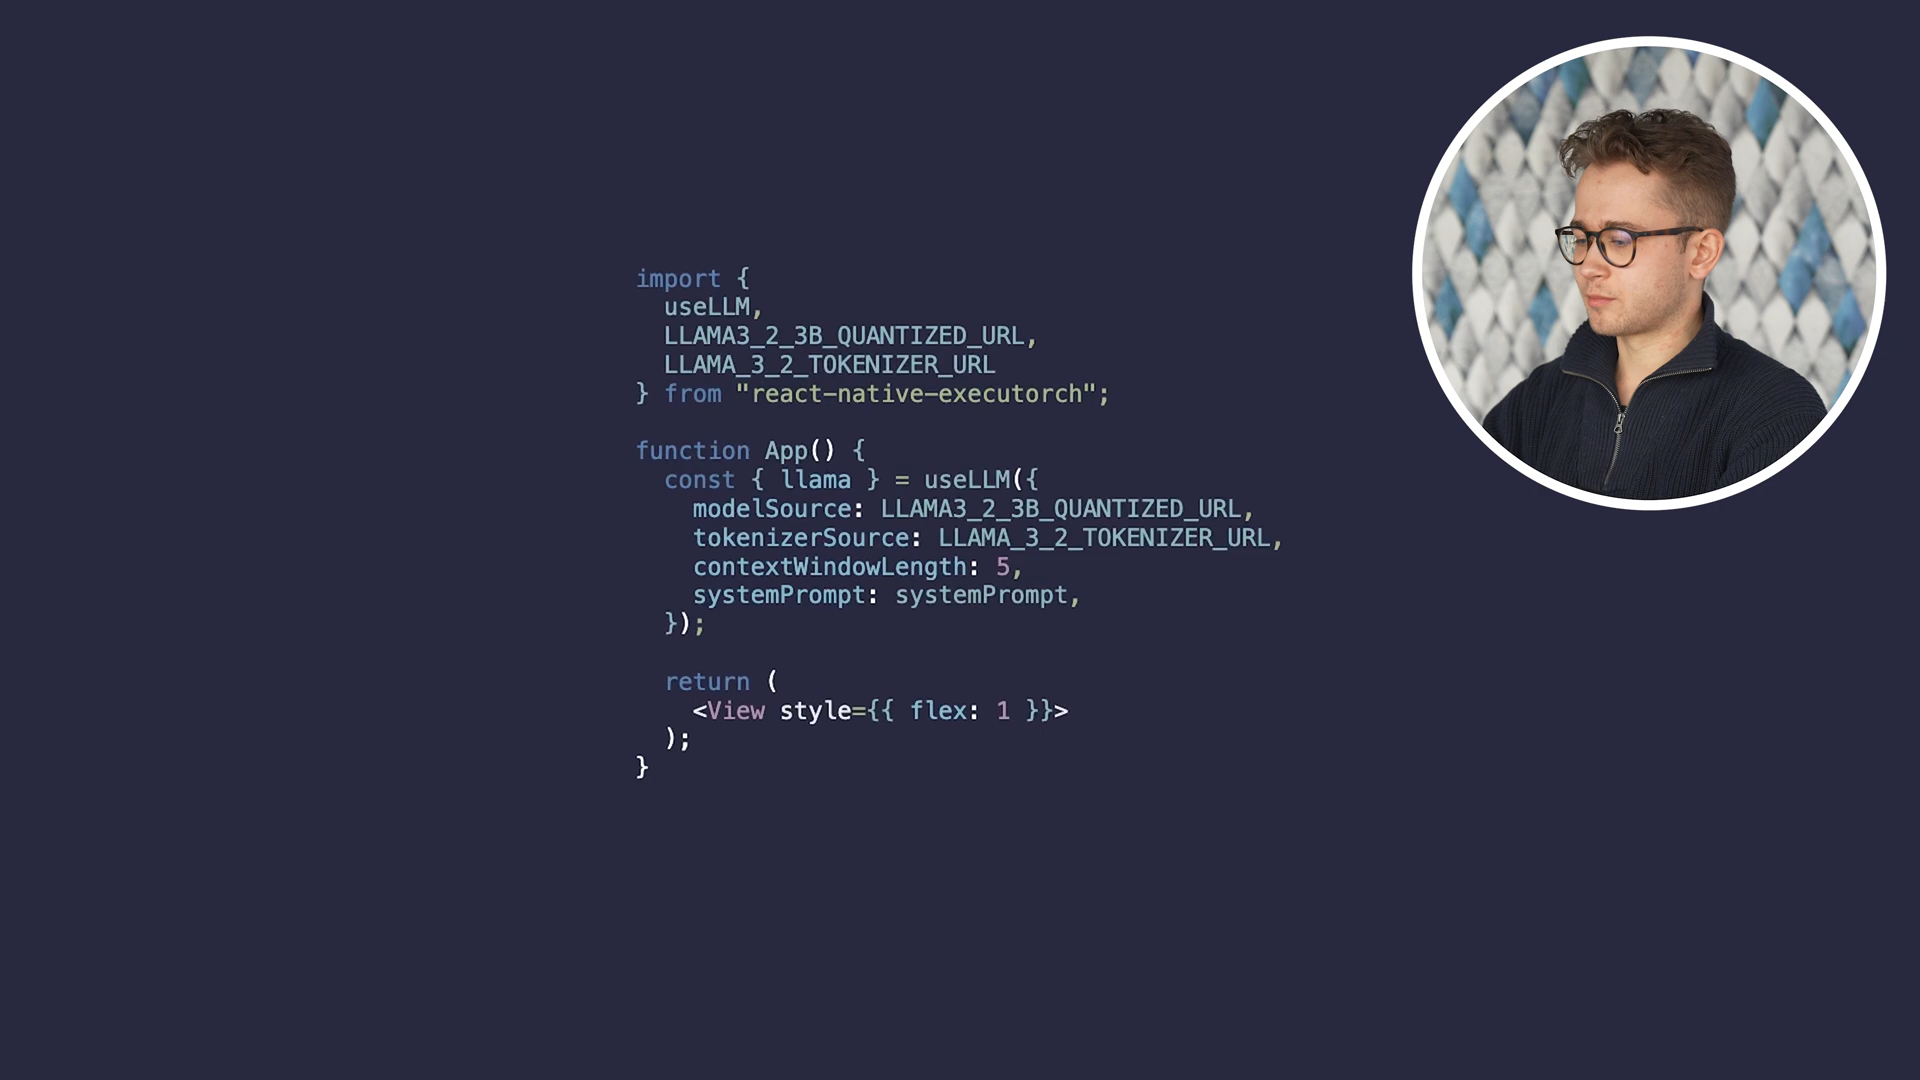 import {
  useLLM,
  LLAMA3_2_3B_QUANTIZED_URL,
  LLAMA_3_2_TOKENIZER_URL
} from "react-native-executorch";
function App() {
  const { llama } = useLLM({
    modelSource: LLAMA3_2_3B_QUANTIZED_URL,
    tokenizerSource: LLAMA_3_2_TOKENIZER_URL,
    contextWindowLength: 5,
    systemPrompt: systemPrompt,
  });
  return (
    <View style={{ flex: 1 }}>
  );
}